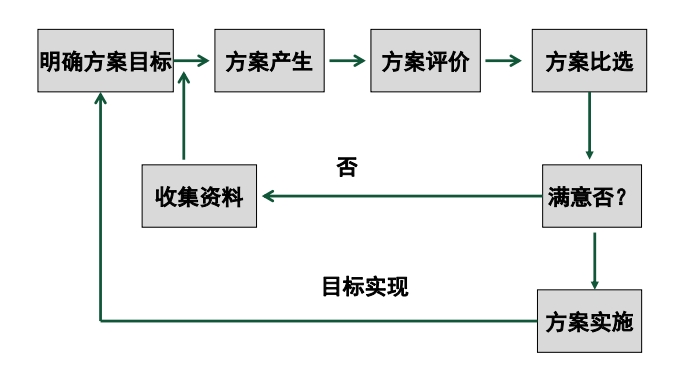 明确方案目标
方案产生
方案评价
方案比选
否
收集资料
满意否？
目标实现
方案实施